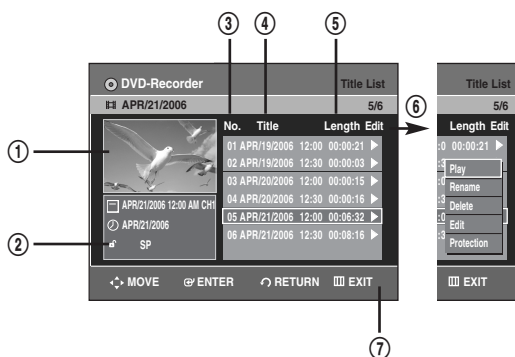 ③ ④ ⑤
DVD-Recorder Title List
APR/21/2006 5/6
⑥
①
No. Title Length Edit
01 APR/19/2006 12:00 00:00:21
02 APR/19/2006 12:30 00:00:03
03 APR/20/2006 12:00 00:00:15
04 APR/20/2006 12:30 00:00:16
05 APR/21/2006 12:00 00:06:32
06 APR/21/2006 12:30 00:08:16
APR/21/2006 12:00 AM CH1
APR/21/2006
② SP
MOVE ENTER RETURN EXIT
⑦
Title List
5/6
Length Edit
:0 00:00:21
Play
Rename
Delete
Edit
Protection
EXIT